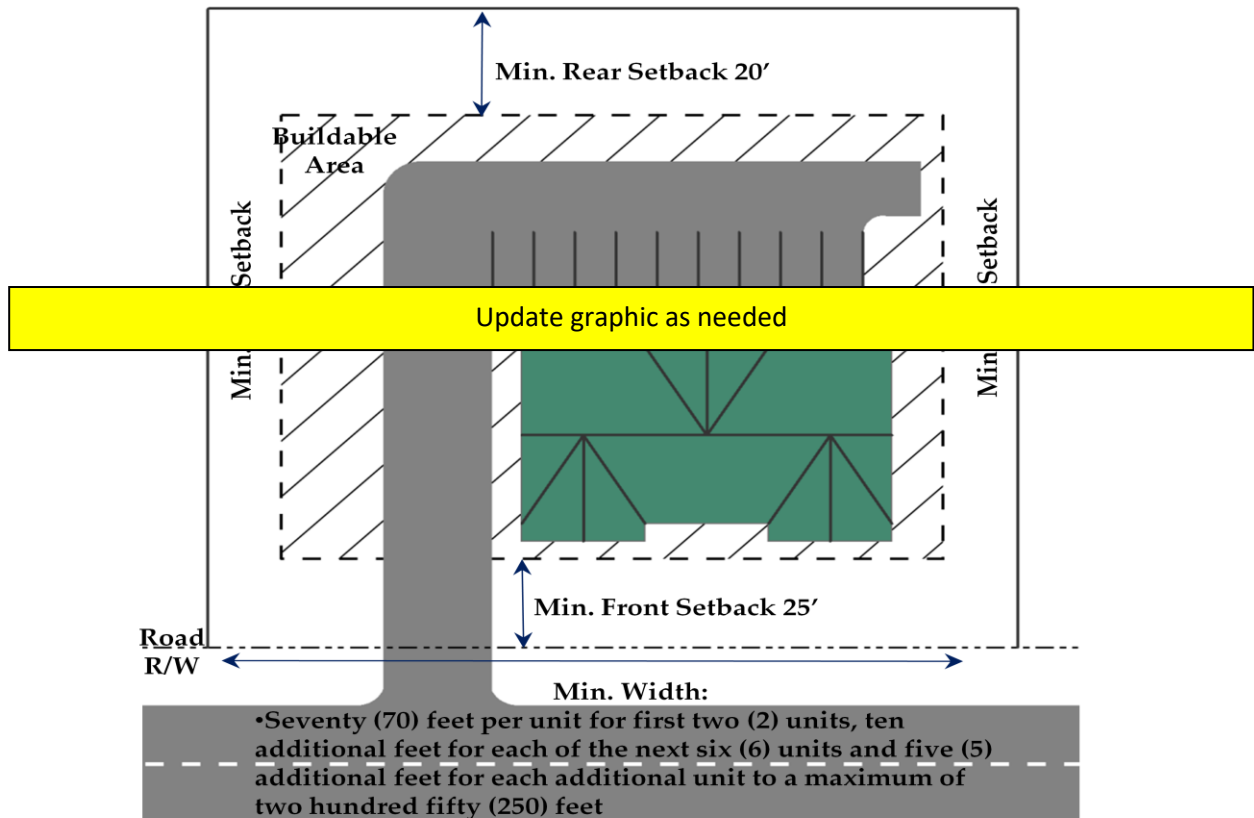 Min. Rear Setback 20’
Buildable
Area
Min. Setback
Min. Setback
Update graphic as needed
Min. Front Setback 25’
Road
R/W
Min. Width:
•Seventy (70) feet per unit for first two (2) units, ten
additional feet for each of the next six (6) units and five (5)
additional feet for each additional unit to a maximum of
two hundred fifty (250) feet